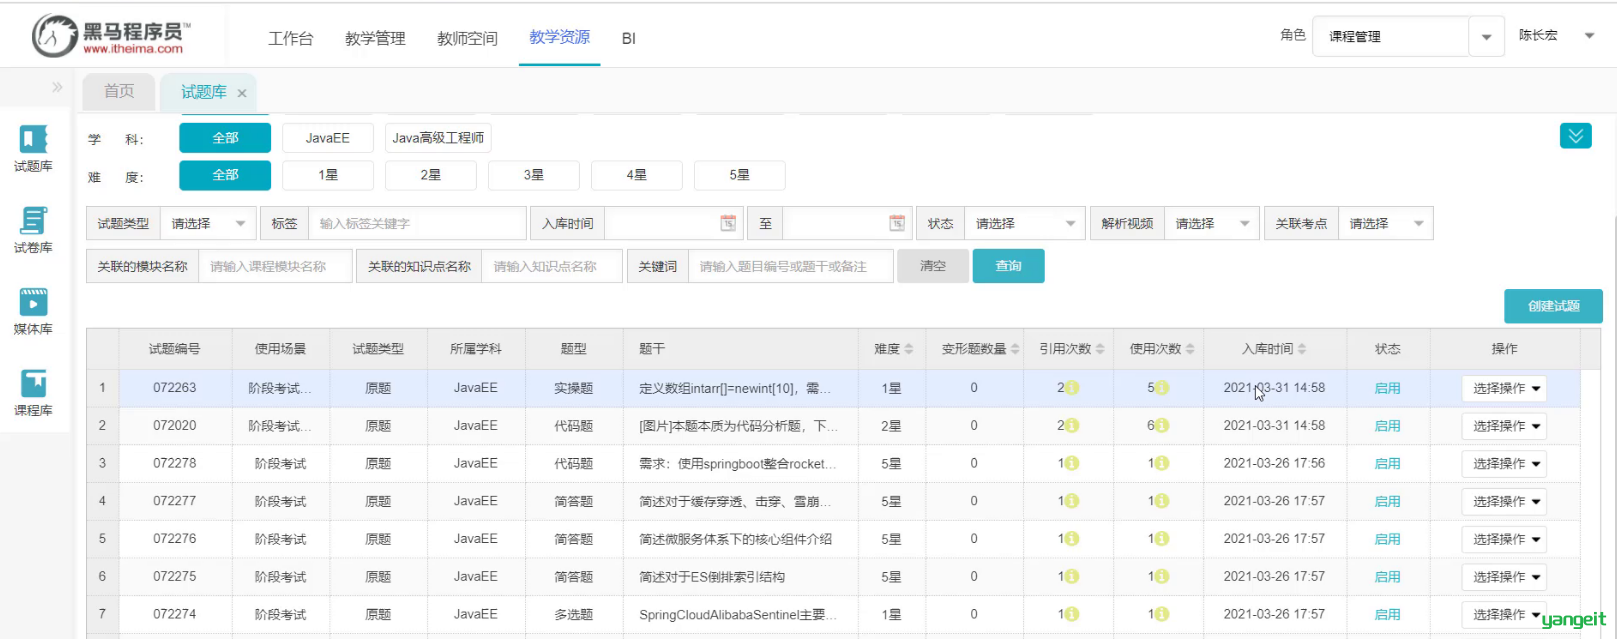 黑马程序员™
www.itheima.com
工作台 教学管理 教师空间 教学资源 BI
角色 课程管理 陈长宏
首页 试题库 ×
试题库
试卷库
媒体库
课程库
学 科: 全部 JavaEE Java高级工程师
难 度: 全部 1星 2星 3星 4星 5星
试题类型 请选择 标签 输入标签关键字 入库时间 至 状态 请选择 解析视频 请选择 关联考点 请选择
关联的模块名称 请输入课程模块名称 关联的知识点名称 请输入知识点名称 关键词 请输入题目编号或题干或备注 清空 查询
创建试题
试题编号 使用场景 试题类型 所属学科 题型 题干 难度 变形题数量 引用次数 使用次数 入库时间 状态 操作
1 072263 阶段考试... 原题 JavaEE 实操题 定义数组intarr[]=newint[10]，需... 1星 0 2 5 2021-03-31 14:58 启用 选择操作
2 072020 阶段考试... 原题 JavaEE 代码题 [图片]本题本质为代码分析题，下... 2星 0 2 6 2021-03-31 14:58 启用 选择操作
3 072278 阶段考试 原题 JavaEE 代码题 需求：使用springboot整合rocket... 5星 0 1 1 2021-03-26 17:56 启用 选择操作
4 072277 阶段考试 原题 JavaEE 简答题 简述对于缓存穿透、击穿、雪崩... 5星 0 1 1 2021-03-26 17:57 启用 选择操作
5 072276 阶段考试 原题 JavaEE 简答题 简述微服务体系下的核心组件介绍 5星 0 1 1 2021-03-26 17:57 启用 选择操作
6 072275 阶段考试 原题 JavaEE 简答题 简述对于ES倒排索引结构 5星 0 1 1 2021-03-26 17:57 启用 选择操作
7 072274 阶段考试 原题 JavaEE 多选题 SpringCloudAlibabaSentinel主要... 1星 0 1 1 2021-03-26 17:57 启用 选择操作
yangeit